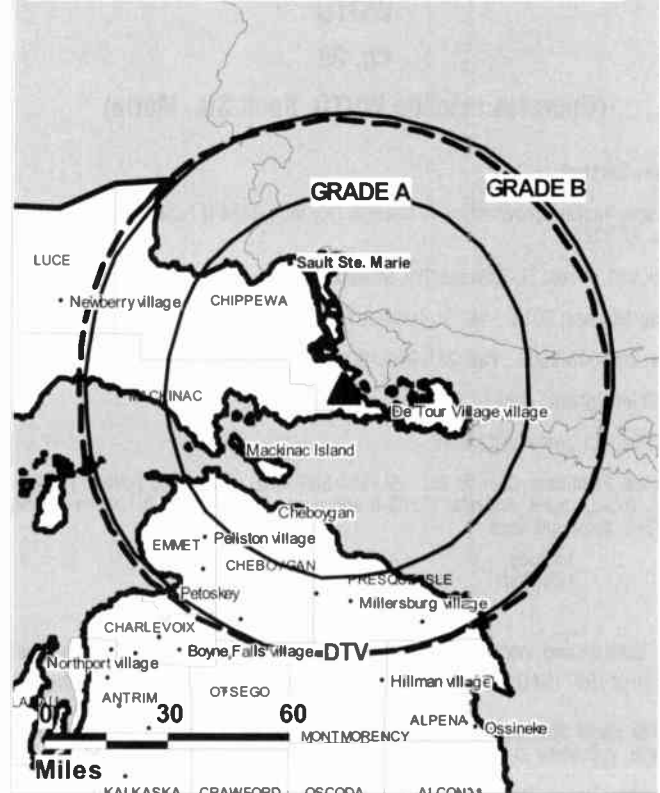 GRADE A
GRADE B
LUCE
Sault Ste. Marie
Newberry village
CHIPPEWA
MACKINAC
De Tour Village village
Mackinac Island
Cheboygan
EMMET
Pellston village
CHEBOYGAN
PRESQUE ISLE
Petoskey
Millersburg village
CHARLEVOIX
Boyne Falls village
DTV
Northport village
Hillman village
ANTRIM
OTSEGO
0
30
60
ALPENA
Ossineke
MONTMORENCY
Miles
KALKASKA
CRAWFORD
OSCODA
ALCONA